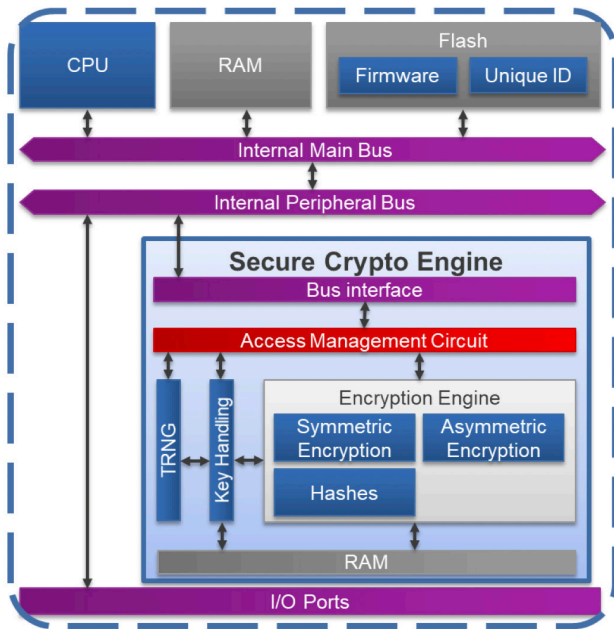 CPU
RAM
Flash
Firmware
Unique ID
Internal Main Bus
Internal Peripheral Bus
Secure Crypto Engine
Bus interface
Access Management Circuit
TRNG
Key Handling
Encryption Engine
Symmetric
Encryption
Asymmetric
Encryption
Hashes
RAM
I/O Ports